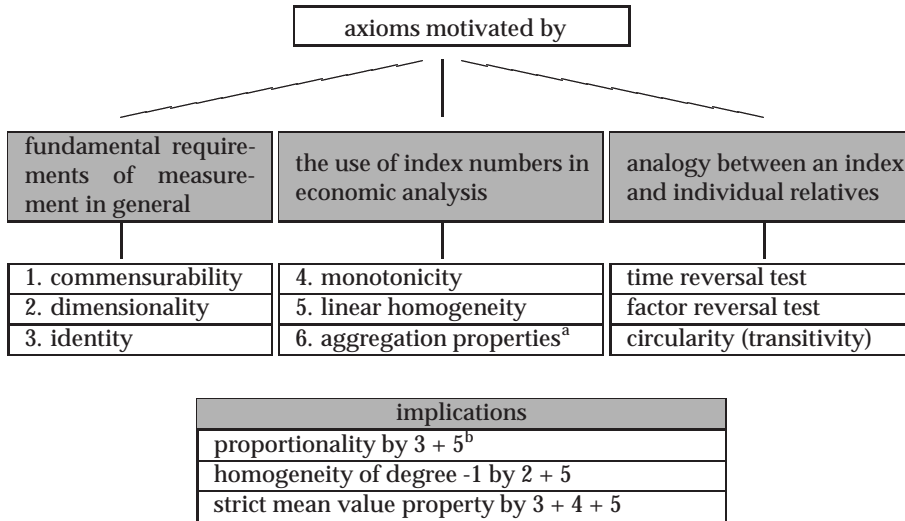 axioms motivated by
fundamental require-
ments of measure-
ment in general
the use of index numbers in
economic analysis
analogy between an index
and individual relatives
1. commensurability
2. dimensionality
3. identity
4. monotonicity
5. linear homogeneity
6. aggregation propertiesᵃ
time reversal test
factor reversal test
circularity (transitivity)
implications
proportionality by 3 + 5ᵇ
homogeneity of degree -1 by 2 + 5
strict mean value property by 3 + 4 + 5